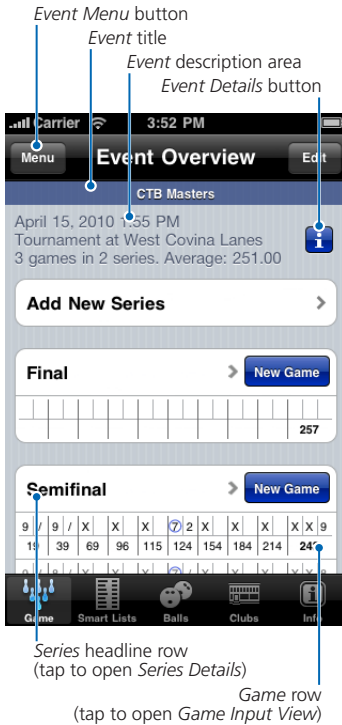 Event Menu button
Event title
Event description area
Event Details button
Carrier 3:52 PM
Menu Event Overview Edit
CTB Masters
April 15, 2010 1:55 PM
Tournament at West Covina Lanes
3 games in 2 series. Average: 251.00
i
Add New Series >
Final > New Game
257
Semifinal > New Game
9 / 9 / X X X 7 2 X X X X X 9
19 39 69 96 115 124 154 184 214 243
Game Smart Lists Balls Clubs Info
Series headline row
(tap to open Series Details)
Game row
(tap to open Game Input View)